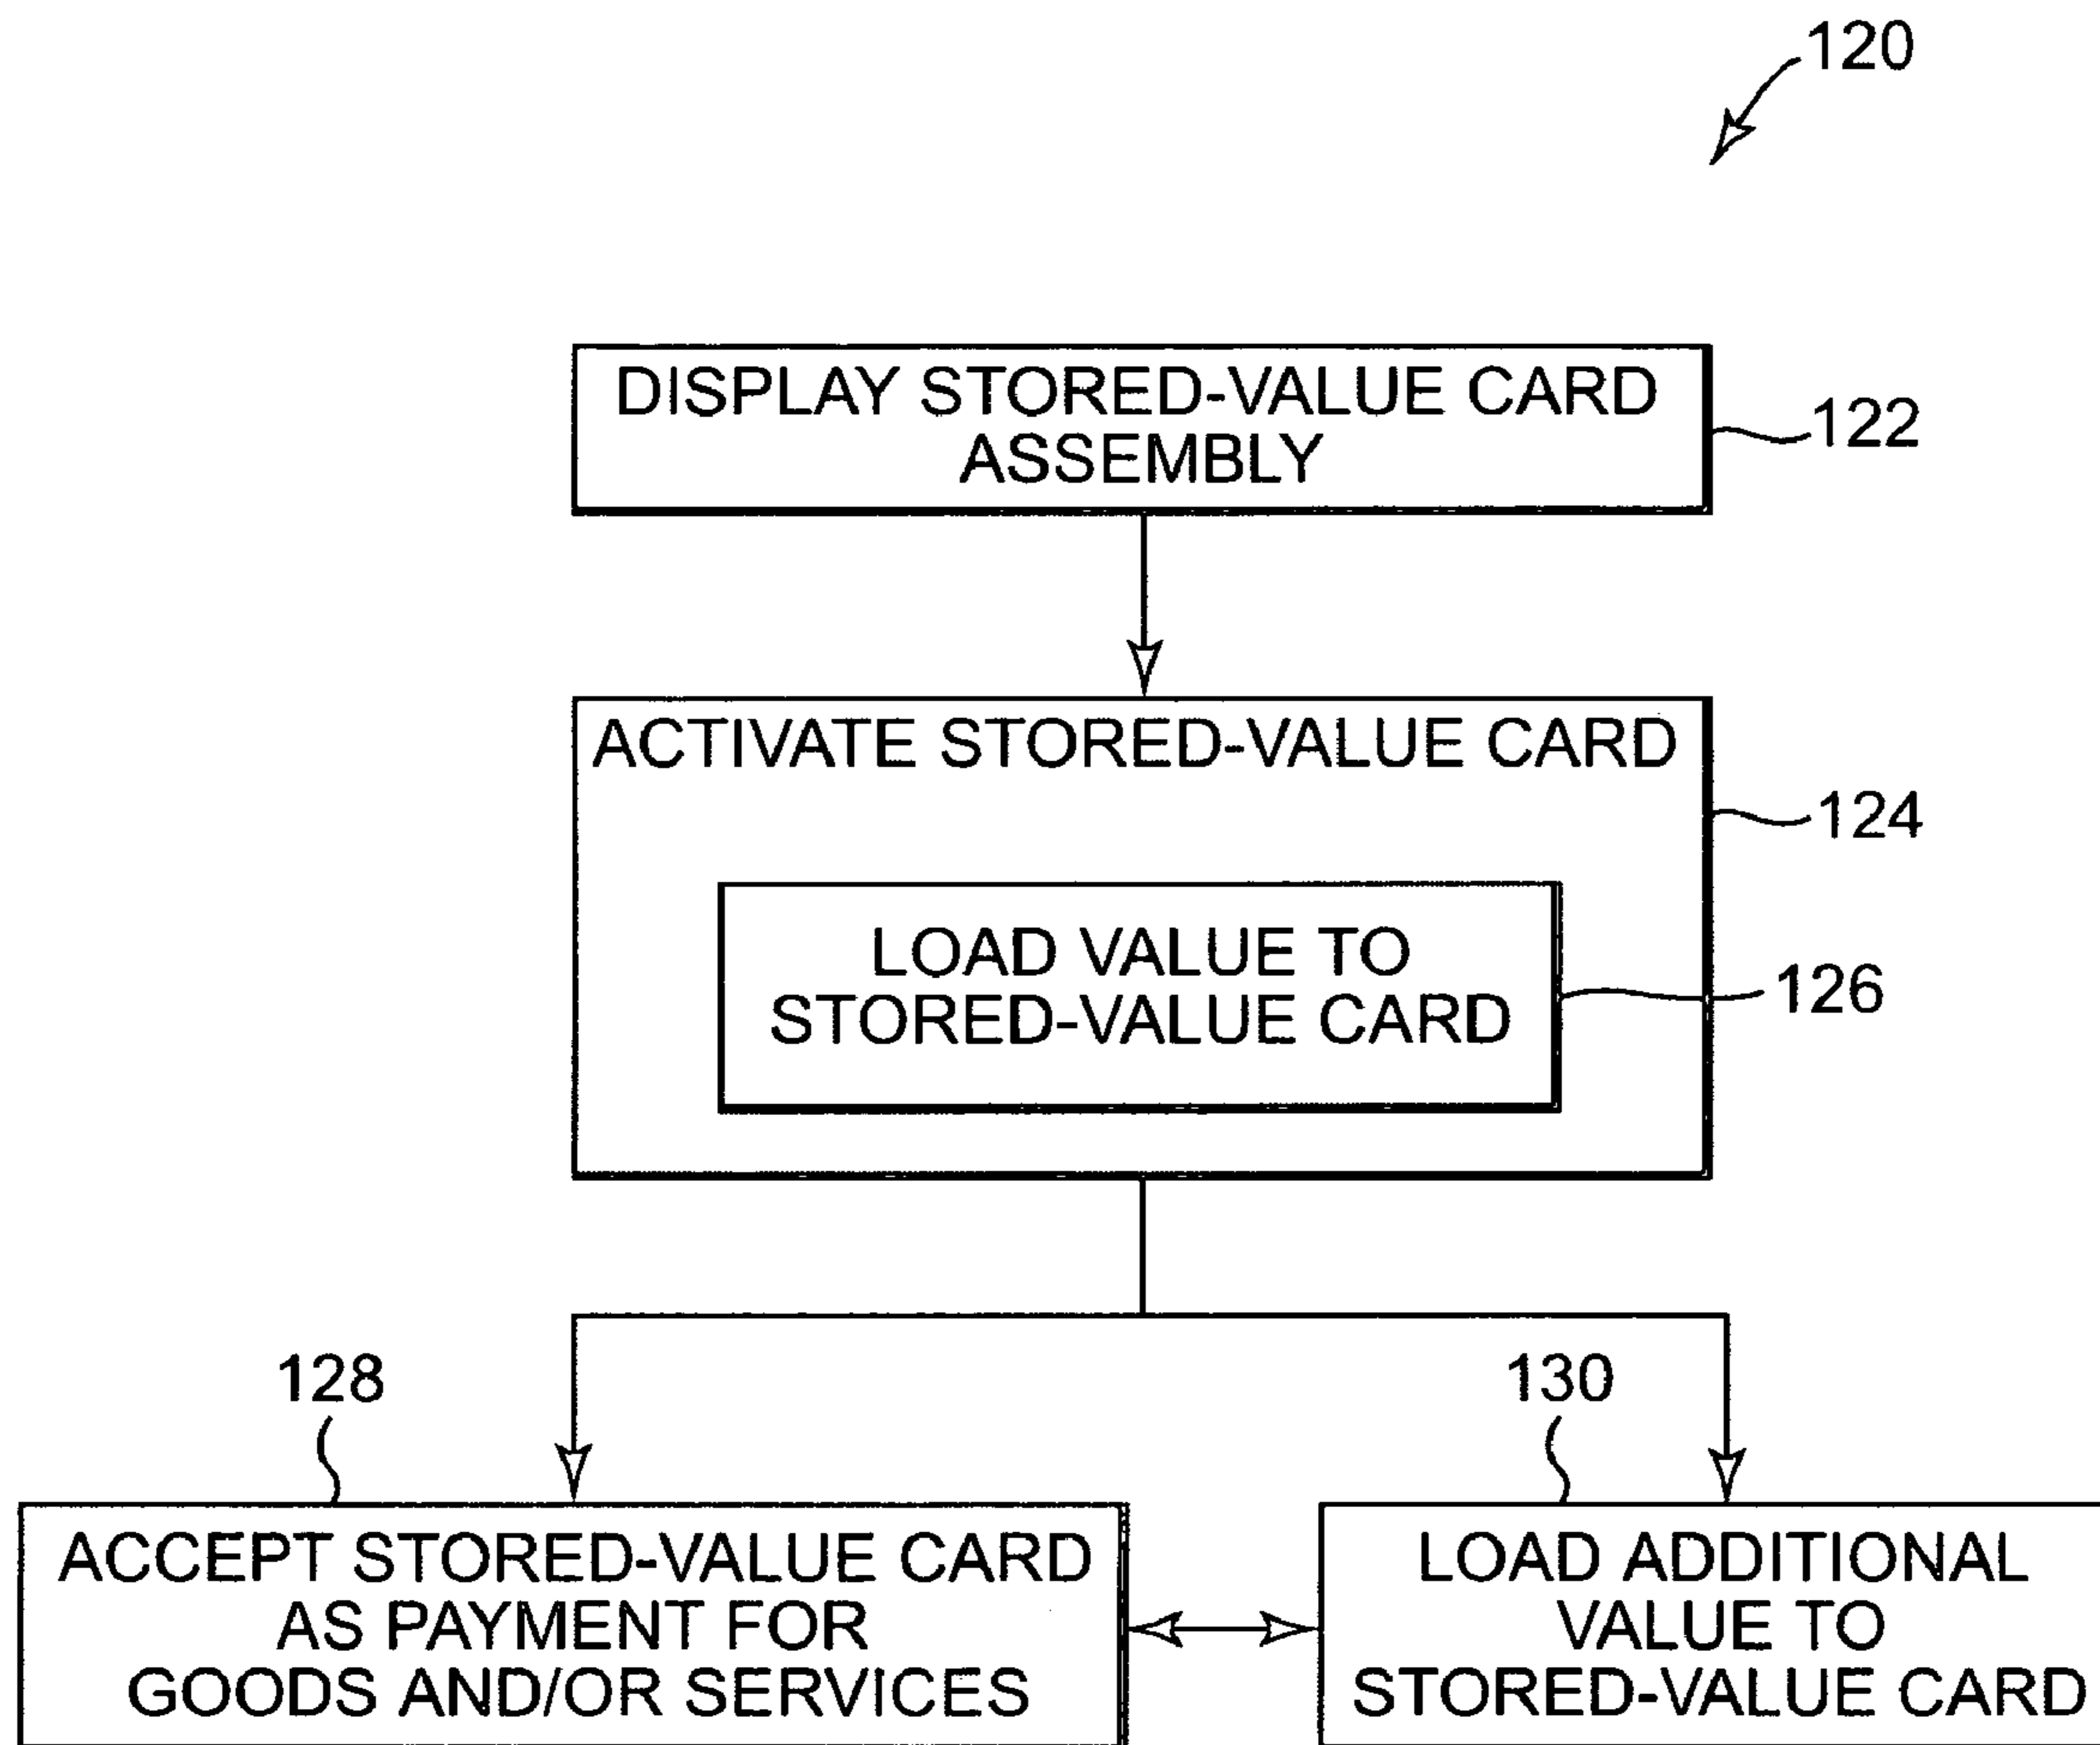 120
DISPLAY STORED-VALUE CARD
ASSEMBLY
122
ACTIVATE STORED-VALUE CARD
124
LOAD VALUE TO
STORED-VALUE CARD
126
128
130
ACCEPT STORED-VALUE CARD
AS PAYMENT FOR
GOODS AND/OR SERVICES
LOAD ADDITIONAL
VALUE TO
STORED-VALUE CARD